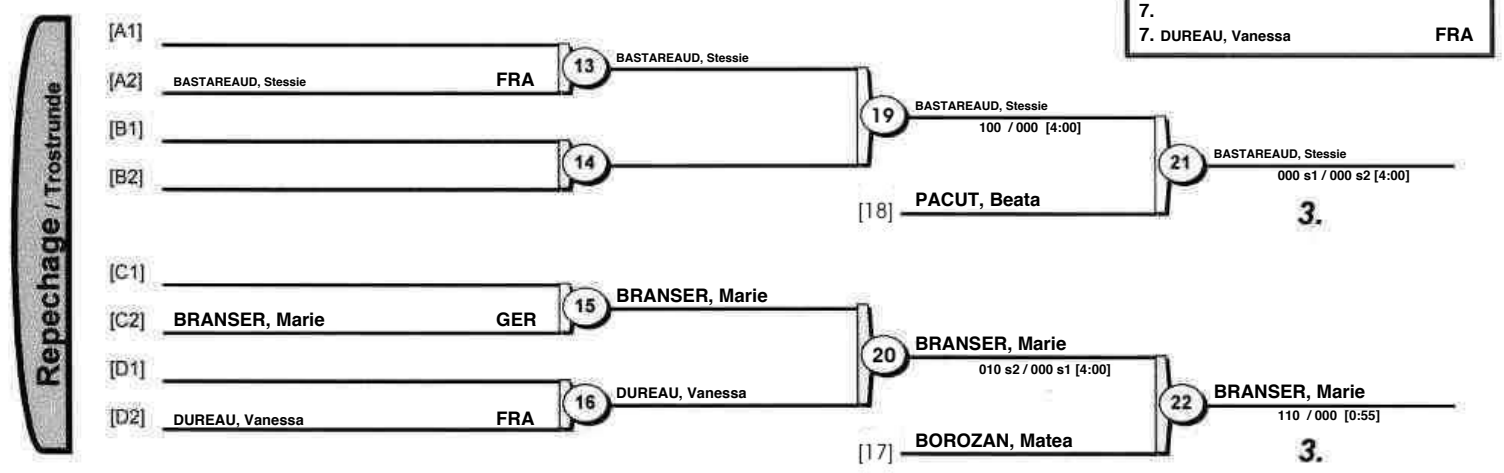 7.
7. DUREAU, Vanessa FRA
Repechage / Trostrunde
[A1]
[A2] BASTAREAUD, Stessie FRA
13 BASTAREAUD, Stessie
[B1]
[B2]
14
19 BASTAREAUD, Stessie
100 / 000 [4:00]
[18] PACUT, Beata
21 BASTAREAUD, Stessie
000 s1 / 000 s2 [4:00]
3.
[C1]
[C2] BRANSER, Marie GER
15 BRANSER, Marie
[D1]
[D2] DUREAU, Vanessa FRA
16 DUREAU, Vanessa
20 BRANSER, Marie
010 s2 / 000 s1 [4:00]
[17] BOROZAN, Matea
22 BRANSER, Marie
110 / 000 [0:55]
3.